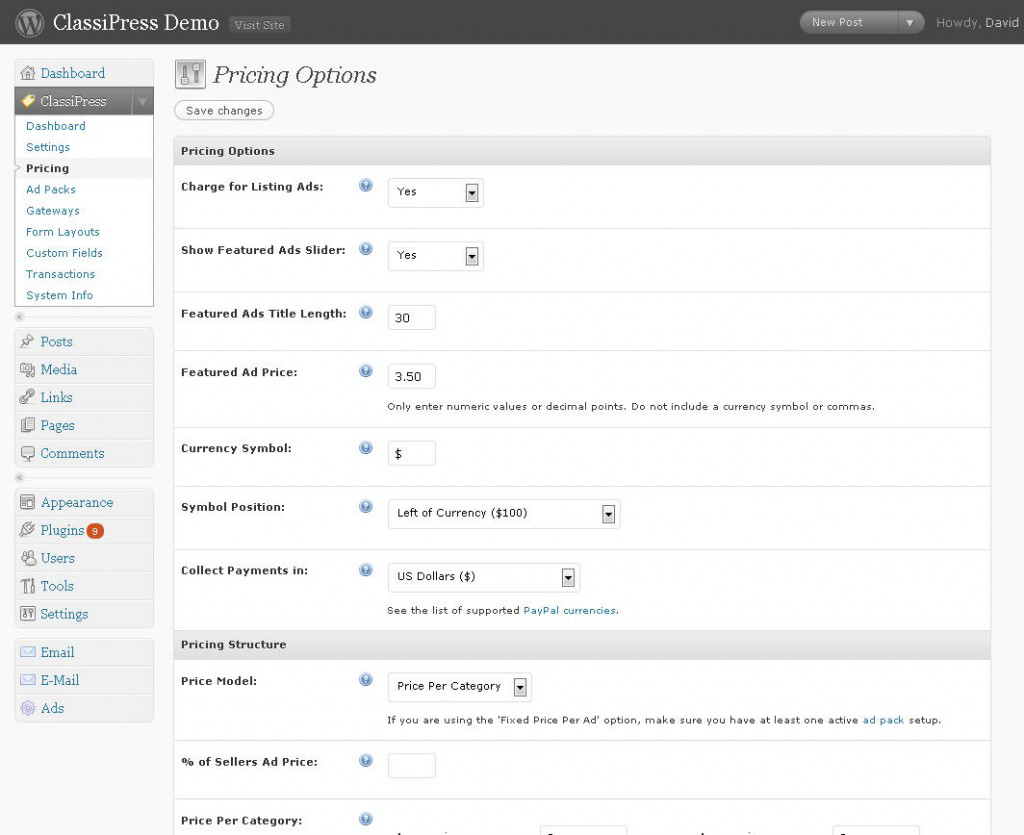 ClassiPress Demo Visit Site New Post Howdy, David
Dashboard
ClassiPress
Dashboard
Settings
Pricing
Ad Packs
Gateways
Form Layouts
Custom Fields
Transactions
System Info
Posts
Media
Links
Pages
Comments
Appearance
Plugins 9
Users
Tools
Settings
Email
E-Mail
Ads
Pricing Options
Save changes
Pricing Options
Charge for Listing Ads: Yes
Show Featured Ads Slider: Yes
Featured Ads Title Length: 30
Featured Ad Price: 3.50
Only enter numeric values or decimal points. Do not include a currency symbol or commas.
Currency Symbol: $
Symbol Position: Left of Currency ($100)
Collect Payments in: US Dollars ($)
See the list of supported PayPal currencies.
Pricing Structure
Price Model: Price Per Category
If you are using the 'Fixed Price Per Ad' option, make sure you have at least one active ad pack setup.
% of Sellers Ad Price:
Price Per Category: